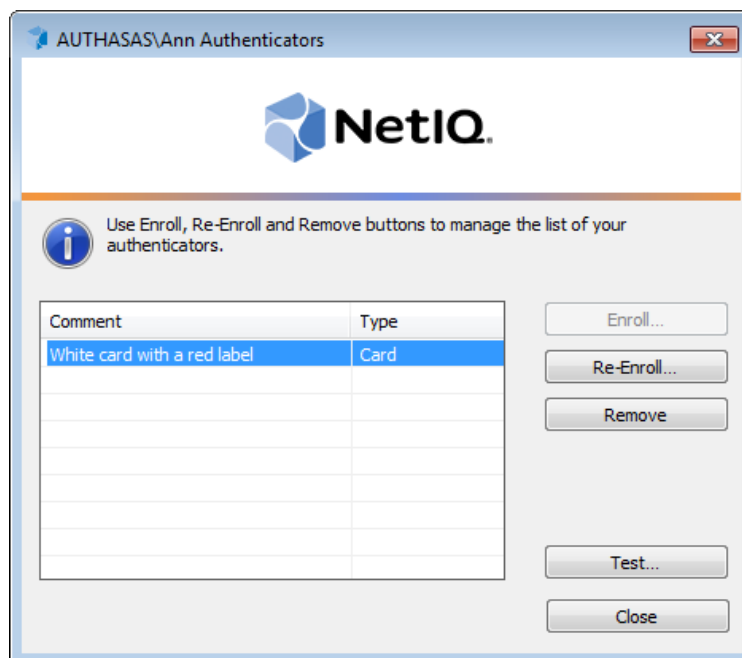 AUTHASAS\Ann Authenticators
NetIQ.
Use Enroll, Re-Enroll and Remove buttons to manage the list of your
authenticators.
Comment Type
White card with a red label Card
Enroll...
Re-Enroll...
Remove
Test...
Close